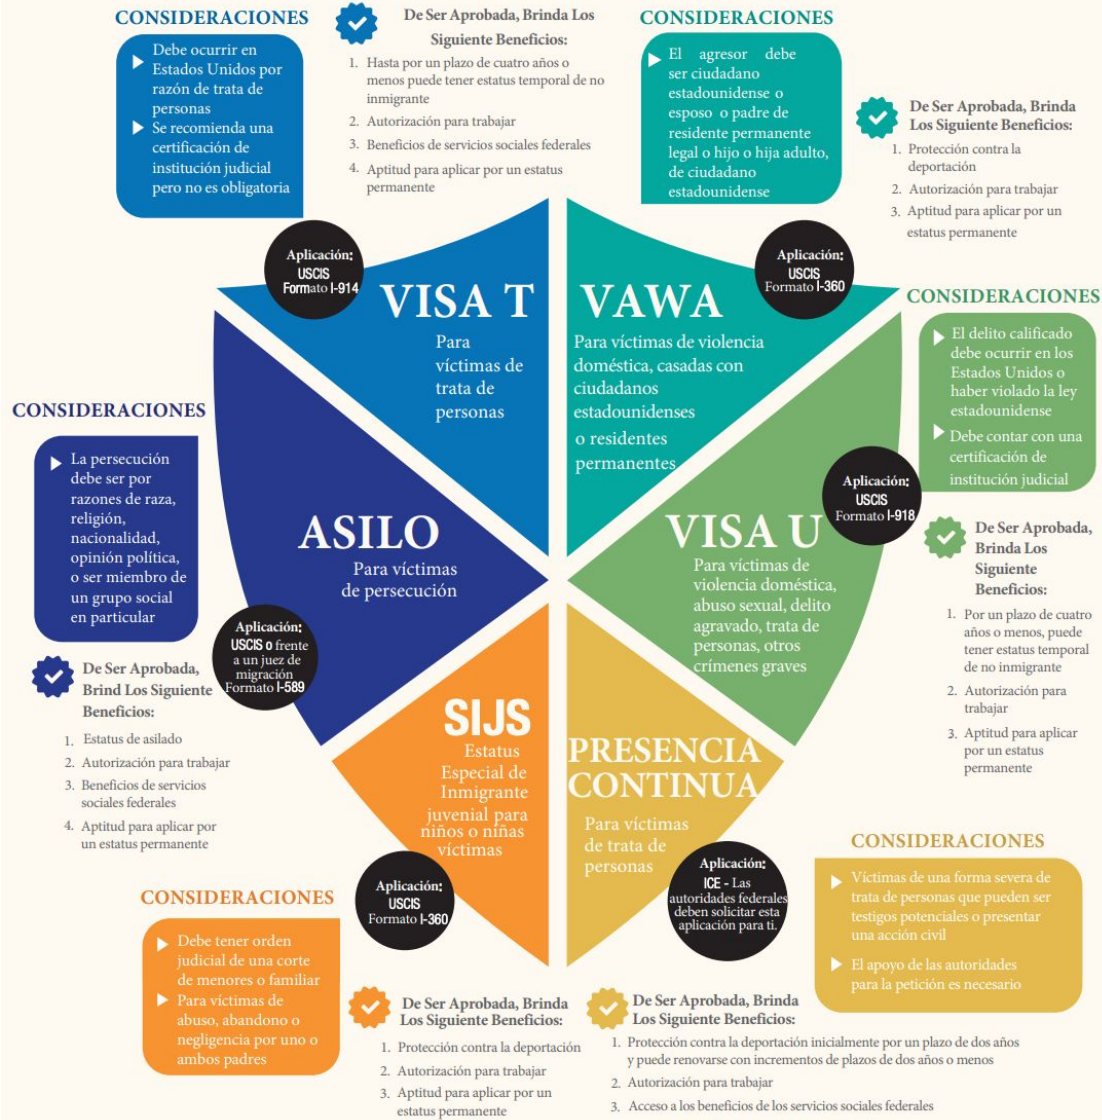 CONSIDERACIONES
Debe ocurrir en
Estados Unidos por
razón de trata de
personas
Se recomienda una
certificación de
institución judicial
pero no es obligatoria
De Ser Aprobada, Brinda Los
Siguiente Beneficios:
1. Hasta por un plazo de cuatro años o
menos puede tener estatus temporal de no
inmigrante
2. Autorización para trabajar
3. Beneficios de servicios sociales federales
4. Aptitud para aplicar por un estatus
permanente
CONSIDERACIONES
El agresor debe
ser ciudadano
estadounidense o
esposo o padre de
residente permanente
legal o hijo o hija adulto,
de ciudadano
estadounidense
De Ser Aprobada, Brinda
Los Siguiente Beneficios:
1. Protección contra la
deportación
2. Autorización para trabajar
3. Aptitud para aplicar por un
estatus permanente
Aplicación:
USCIS
Formato I-914
VISA T
Para
víctimas de
trata de
personas
Aplicación:
USCIS
Formato I-360
VAWA
Para víctimas de violencia
doméstica, casadas con
ciudadanos
estadounidenses
o residentes
permanentes
CONSIDERACIONES
El delito calificado
debe ocurrir en los
Estados Unidos o
haber violado la ley
estadounidense
Debe contar con una
certificación de
institución judicial
CONSIDERACIONES
La persecución
debe ser por
razones de raza,
religión,
nacionalidad,
opinión política,
o ser miembro de
un grupo social
en particular
ASILO
Para víctimas
de persecución
Aplicación:
USCIS
Formato I-918
VISA U
Para víctimas de
violencia doméstica,
abuso sexual, delito
agravado, trata de
personas, otros
crímenes graves
De Ser Aprobada,
Brinda Los
Siguiente
Beneficios:
1. Por un plazo de cuatro
años o menos, puede
tener estatus temporal
de no inmigrante
2. Autorización para
trabajar
3. Aptitud para aplicar
por un estatus
permanente
Aplicación:
USCIS o frente
a un juez de
migración
Formato I-589
De Ser Aprobada,
Brind Los Siguiente
Beneficios:
1. Estatus de asilado
2. Autorización para trabajar
3. Beneficios de servicios
sociales federales
4. Aptitud para aplicar por
un estatus permanente
SIJS
Estatus
Especial de
Inmigrante
juvenial para
niños o niñas
víctimas
PRESENCIA
CONTINUA
Para víctimas
de trata de
personas
Aplicación:
USCIS
Formato I-360
Aplicación:
ICE - Las
autoridades federales
deben solicitar esta
aplicación para ti.
CONSIDERACIONES
Víctimas de una forma severa de
trata de personas que pueden ser
testigos potenciales o presentar
una acción civil
El apoyo de las autoridades
para la petición es necesario
CONSIDERACIONES
Debe tener orden
judicial de una corte
de menores o familiar
Para víctimas de
abuso, abandono o
negligencia por uno o
ambos padres
De Ser Aprobada, Brinda
Los Siguiente Beneficios:
1. Protección contra la deportación
2. Autorización para trabajar
3. Aptitud para aplicar por un
estatus permanente
De Ser Aprobada, Brinda
Los Siguiente Beneficios:
1. Protección contra la deportación inicialmente por un plazo de dos años
y puede renovarse con incrementos de plazos de dos años o menos
2. Autorización para trabajar
3. Acceso a los beneficios de los servicios sociales federales